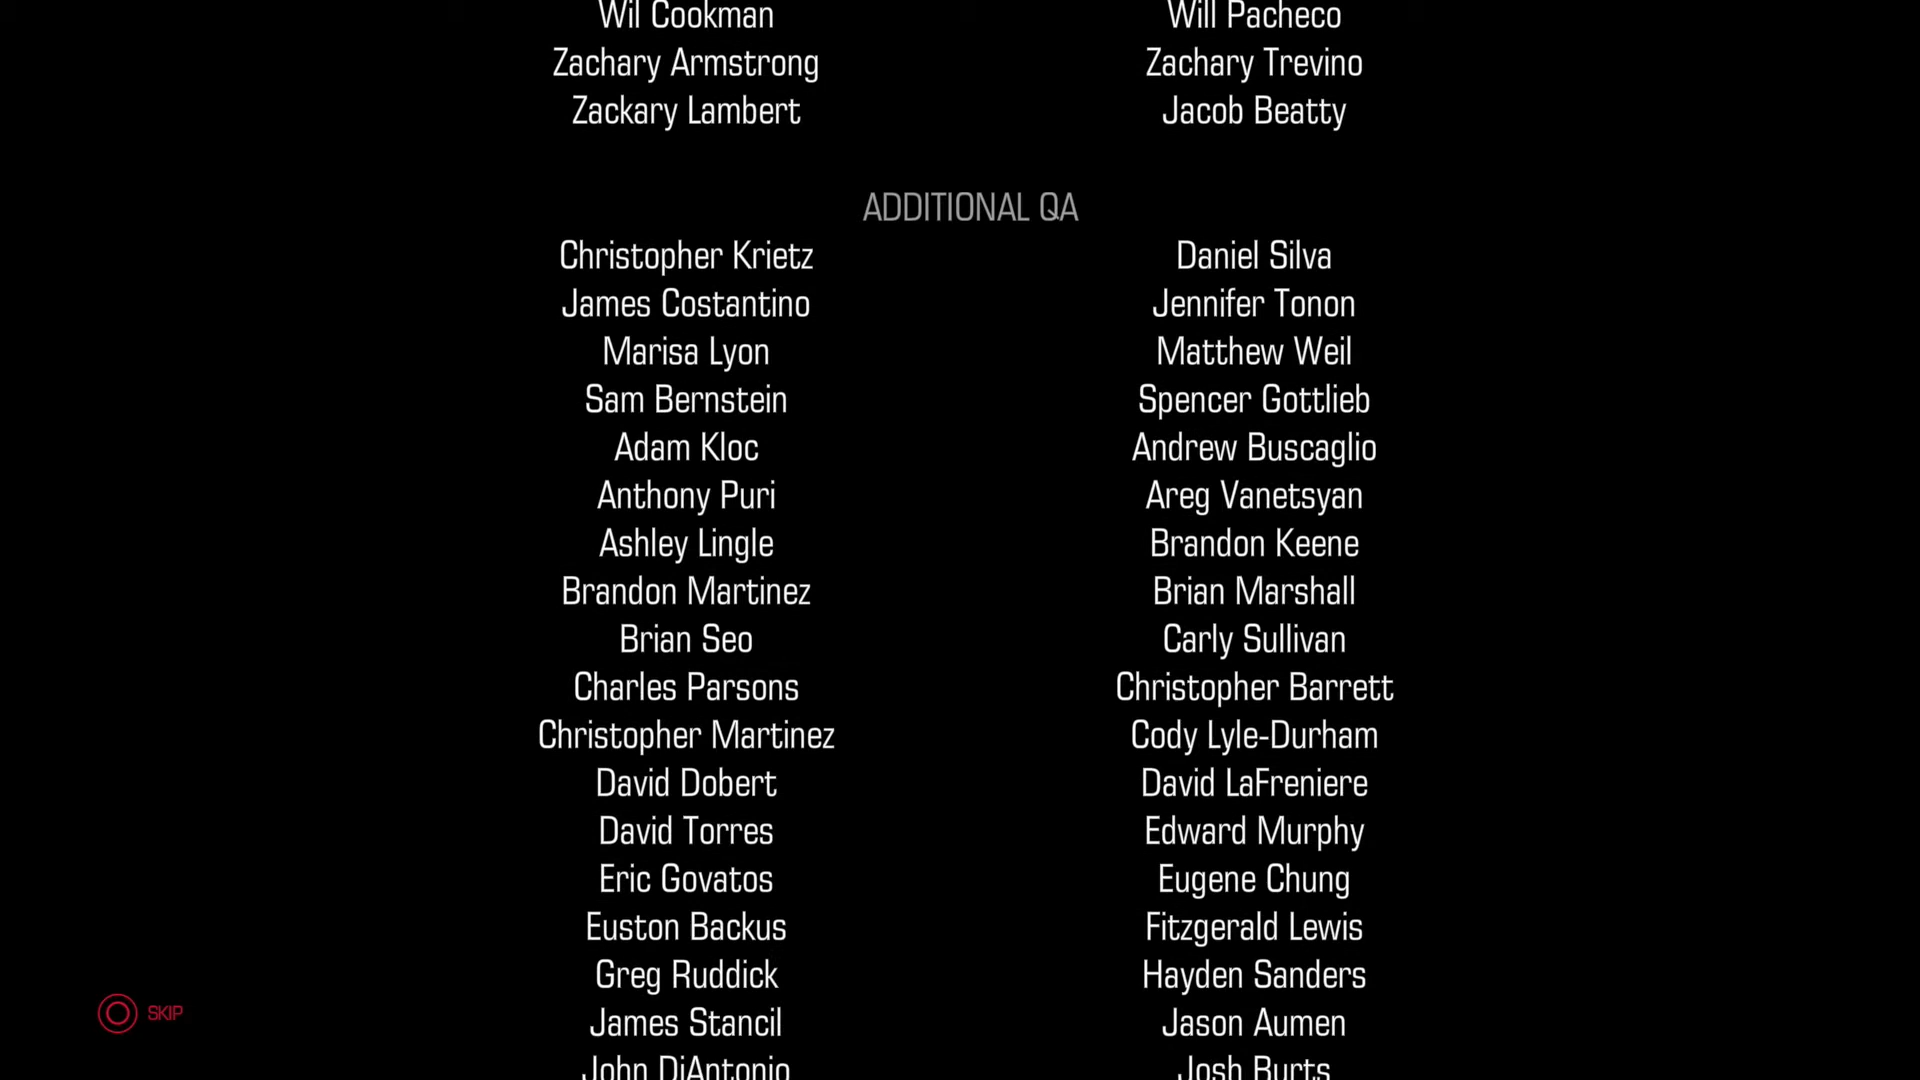 Wil Cookman Will Pacheco
Zachary Armstrong Zachary Trevino
Zackary Lambert Jacob Beatty
ADDITIONAL QA
Christopher Krietz Daniel Silva
James Costantino Jennifer Tonon
Marisa Lyon Matthew Weil
Sam Bernstein Spencer Gottlieb
Adam Kloc Andrew Buscaglio
Anthony Puri Areg Vanetsyan
Ashley Lingle Brandon Keene
Brandon Martinez Brian Marshall
Brian Seo Carly Sullivan
Charles Parsons Christopher Barrett
Christopher Martinez Cody Lyle-Durham
David Dobert David LaFreniere
David Torres Edward Murphy
Eric Govatos Eugene Chung
Euston Backus Fitzgerald Lewis
Greg Ruddick Hayden Sanders
SKIP
James Stancil Jason Aumen
John DiAntonio Josh Burts